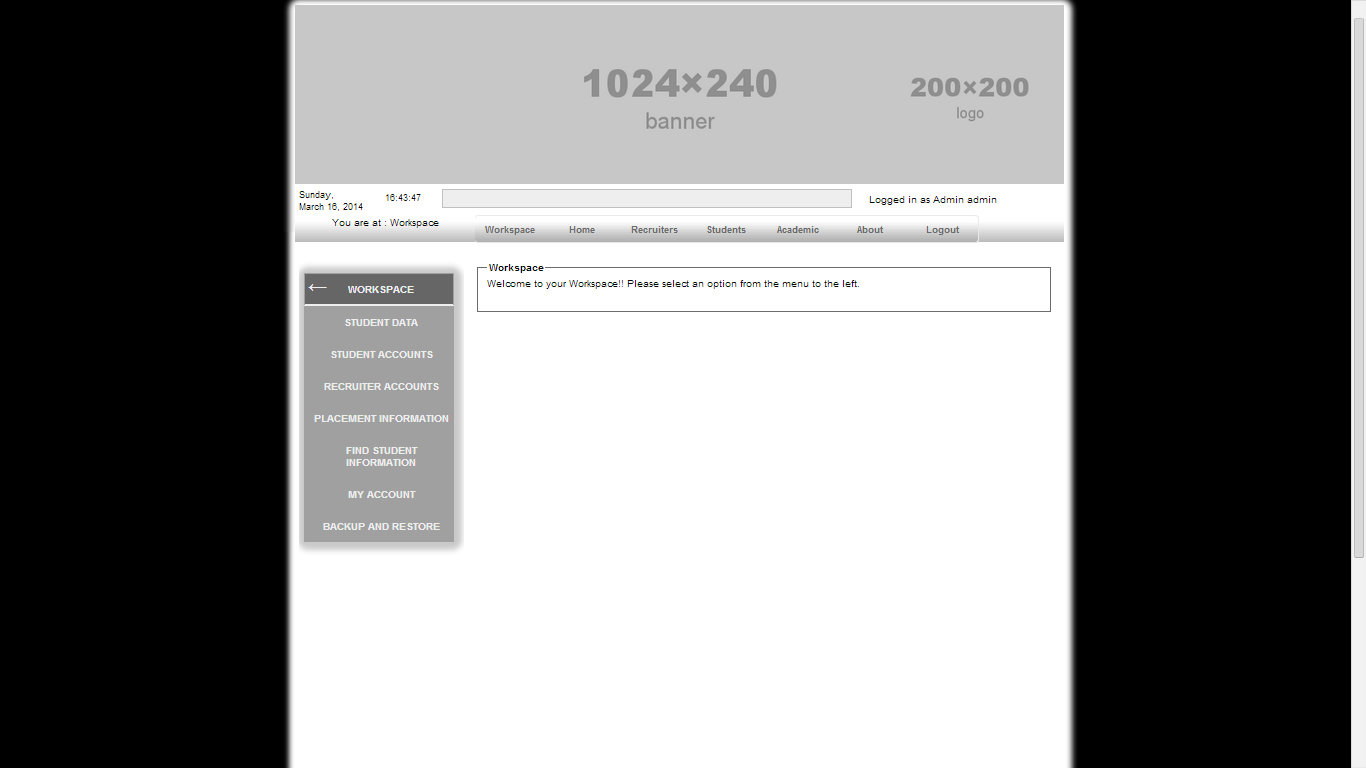 1024×240
banner
200×200
logo
Sunday,
March 16, 2014
16:43:47
Logged in as Admin admin
You are at : Workspace
Workspace Home Recruiters Students Academic About Logout
← WORKSPACE
STUDENT DATA
STUDENT ACCOUNTS
RECRUITER ACCOUNTS
PLACEMENT INFORMATION
FIND STUDENT
INFORMATION
MY ACCOUNT
BACKUP AND RESTORE
Workspace
Welcome to your Workspace!! Please select an option from the menu to the left.